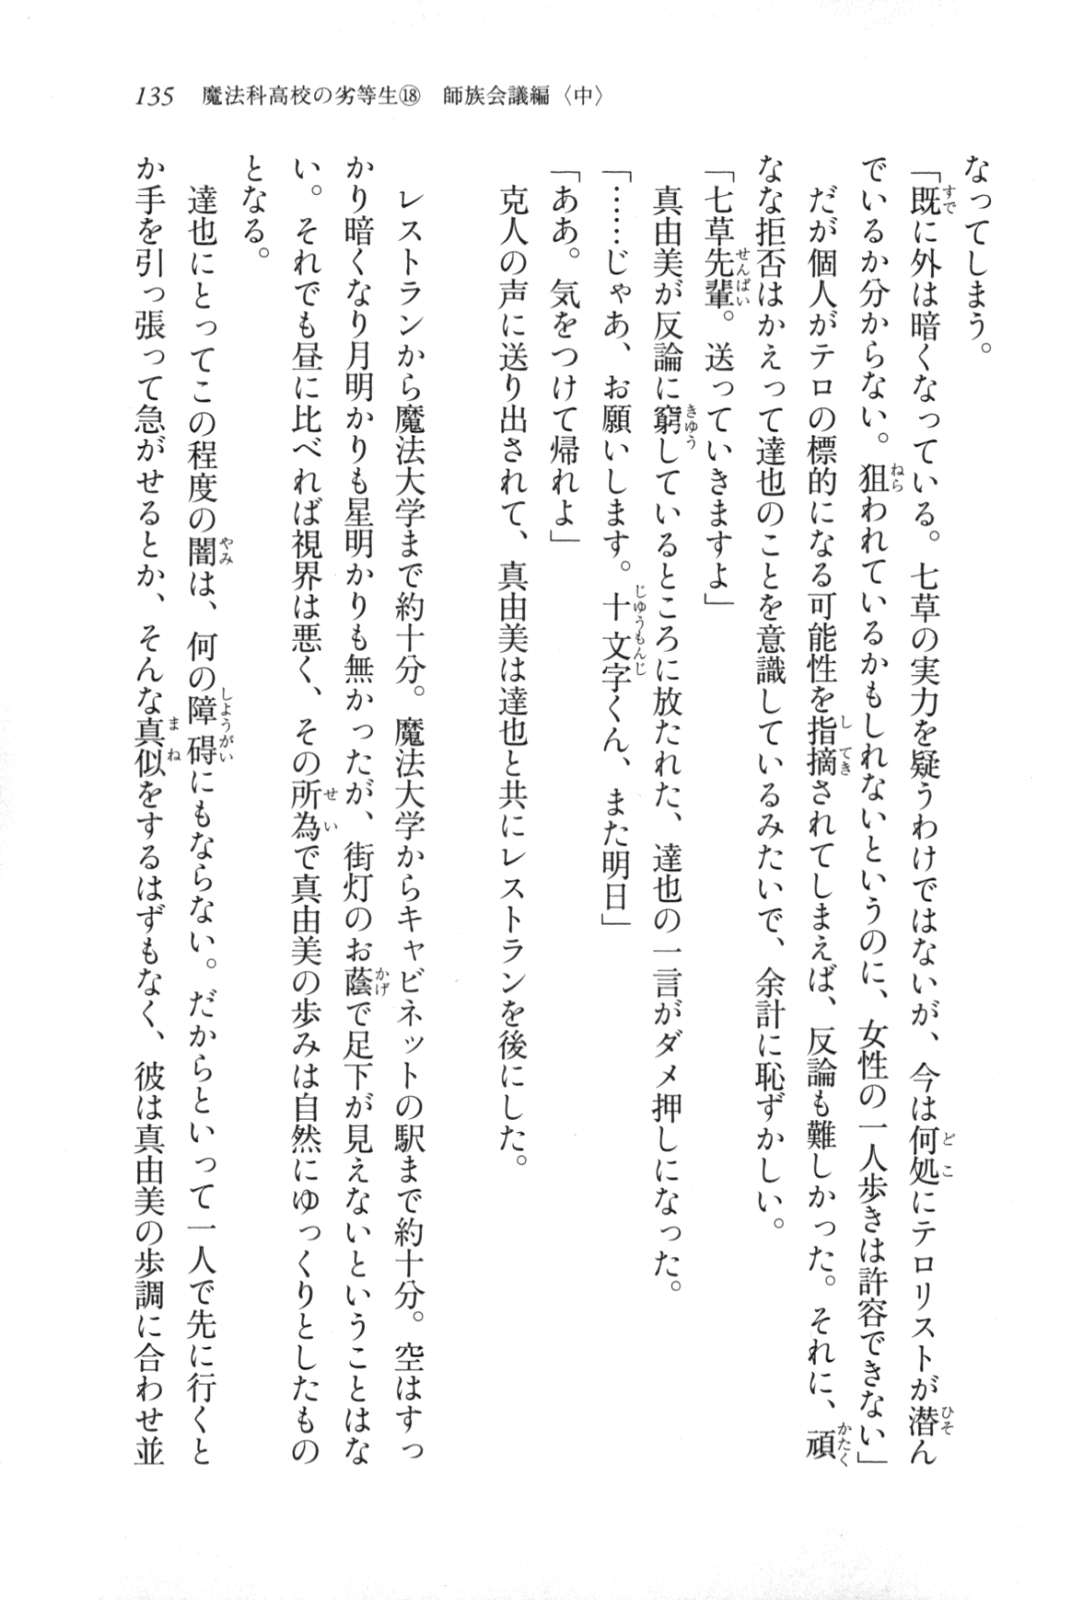 135　魔法科高校の劣等生⑱　師族会議編〈中〉
なってしまう。
「既に外は暗くなっている。七草の実力を疑うわけではないが、今は何処にテロリストが潜ん
でいるか分からない。狙われているかもしれないというのに、女性の一人歩きは許容できない」
　だが個人がテロの標的になる可能性を指摘されてしまえば、反論も難しかった。それに、頑
なな拒否はかえって達也のことを意識しているみたいで、余計に恥ずかしい。
「七草先輩。送っていきますよ」
　真由美が反論に窮しているところに放たれた、達也の一言がダメ押しになった。
「……じゃあ、お願いします。十文字くん、また明日」
「ああ。気をつけて帰れよ」
　克人の声に送り出されて、真由美は達也と共にレストランを後にした。
　レストランから魔法大学まで約十分。魔法大学からキャビネットの駅まで約十分。空はすっ
かり暗くなり月明かりも星明かりも無かったが、街灯のお蔭で足下が見えないということはな
い。それでも昼に比べれば視界は悪く、その所為で真由美の歩みは自然にゆっくりとしたもの
となる。
　達也にとってこの程度の闇は、何の障碍にもならない。だからといって一人で先に行くと
か手を引っ張って急がせるとか、そんな真似をするはずもなく、彼は真由美の歩調に合わせ並